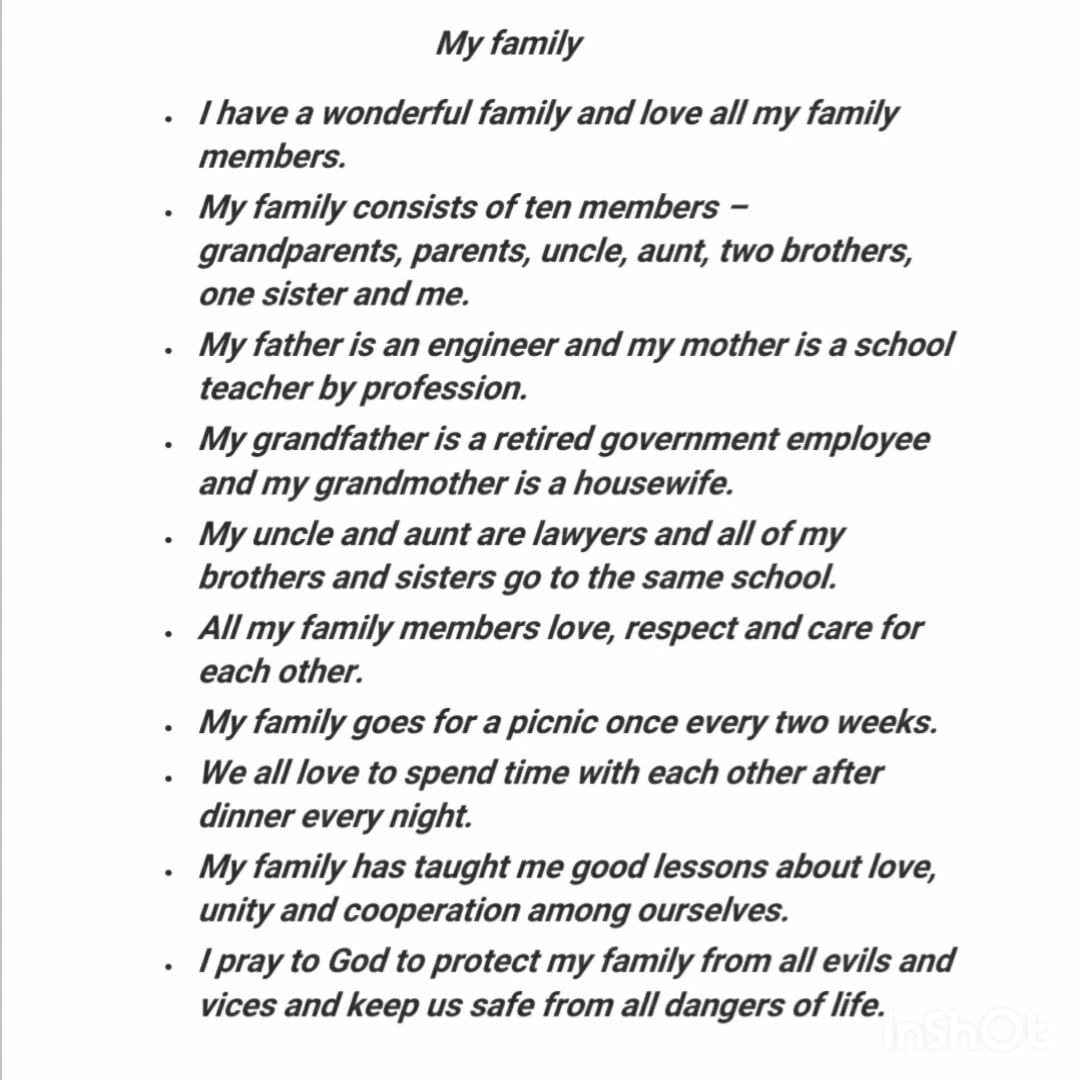 My family
• I have a wonderful family and love all my family
members.
• My family consists of ten members –
grandparents, parents, uncle, aunt, two brothers,
one sister and me.
• My father is an engineer and my mother is a school
teacher by profession.
• My grandfather is a retired government employee
and my grandmother is a housewife.
• My uncle and aunt are lawyers and all of my
brothers and sisters go to the same school.
• All my family members love, respect and care for
each other.
• My family goes for a picnic once every two weeks.
• We all love to spend time with each other after
dinner every night.
• My family has taught me good lessons about love,
unity and cooperation among ourselves.
• I pray to God to protect my family from all evils and
vices and keep us safe from all dangers of life.
InShOt